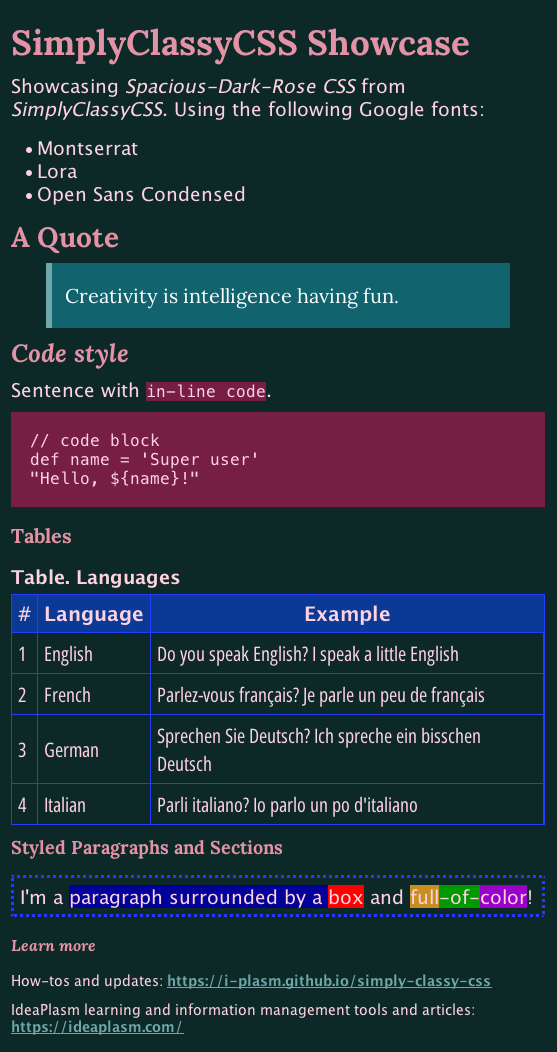 SimplyClassyCSS Showcase
Showcasing Spacious-Dark-Rose CSS from
SimplyClassyCSS. Using the following Google fonts:
• Montserrat
• Lora
• Open Sans Condensed
A Quote
Creativity is intelligence having fun.
Code style
Sentence with in-line code.
// code block
def name = 'Super user'
"Hello, ${name}!"
Tables
Table. Languages
# Language Example
1 English Do you speak English? I speak a little English
2 French Parlez-vous français? Je parle un peu de français
3 German Sprechen Sie Deutsch? Ich spreche ein bisschen
Deutsch
4 Italian Parli italiano? Io parlo un po d'italiano
Styled Paragraphs and Sections
I'm a paragraph surrounded by a box and full-of-color!
Learn more
How-tos and updates: https://i-plasm.github.io/simply-classy-css
IdeaPlasm learning and information management tools and articles:
https://ideaplasm.com/